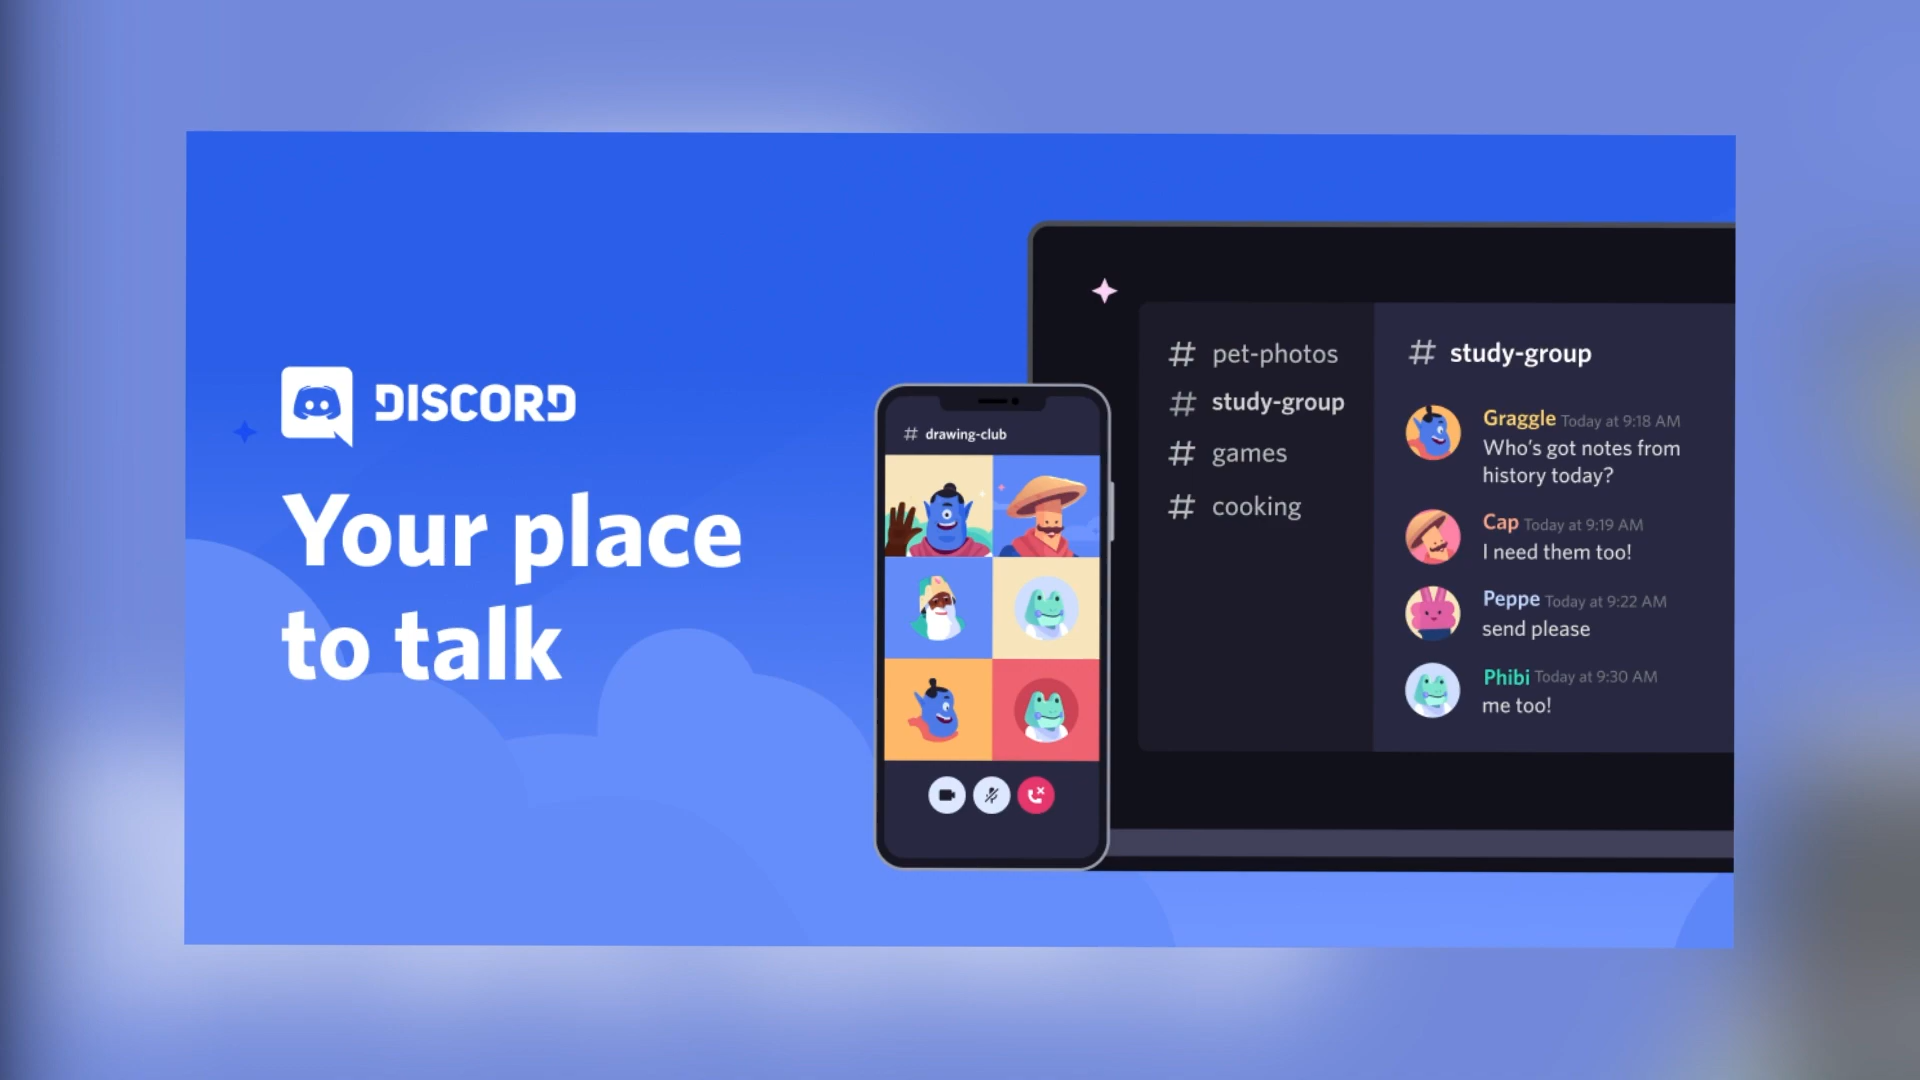 DISCORD
Your place
to talk
# drawing-club
# pet-photos
# study-group
# games
# cooking
# study-group
Graggle Today at 9:18 AM
Who's got notes from
history today?
Cap Today at 9:19 AM
I need them too!
Peppe Today at 9:22 AM
send please
Phibi Today at 9:30 AM
me too!